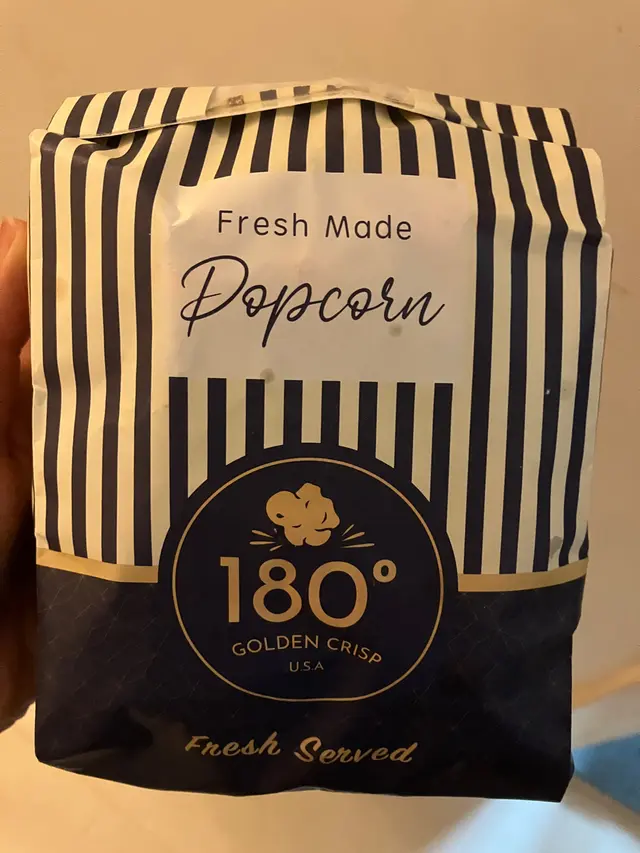 Fresh Made
Popcorn
180°
GOLDEN CRISP
U.S.A
Fresh Served